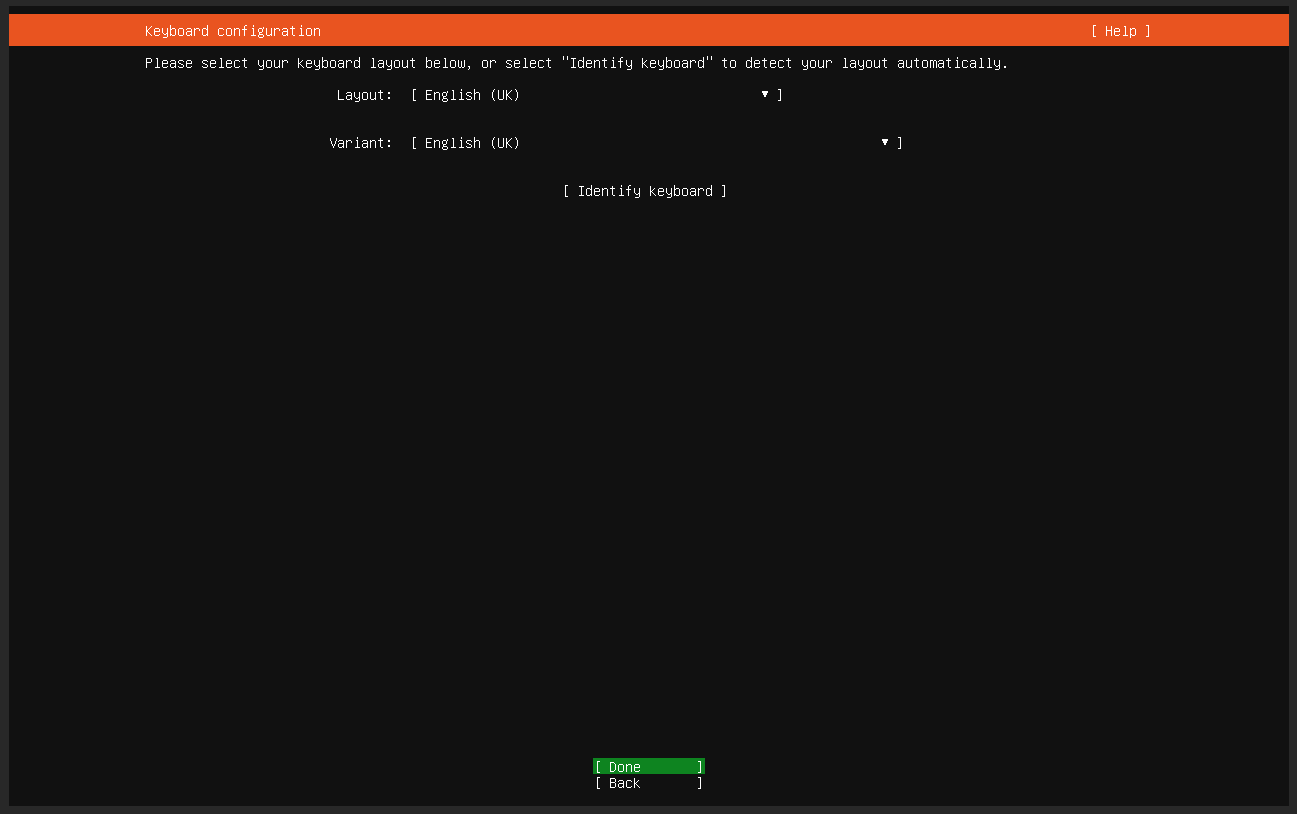 Keyboard configuration [ Help ]
Please select your keyboard layout below, or select "Identify keyboard" to detect your layout automatically.
Layout: [ English (UK) ▼ ]
Variant: [ English (UK) ▼ ]
[ Identify keyboard ]
[ Done ]
[ Back ]